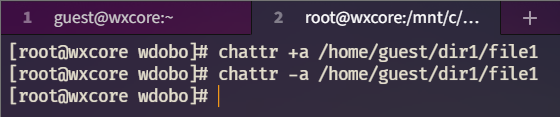 1 guest@wxcore:~ 2 root@wxcore:/mnt/c/... +
[root@wxcore wdobo]# chattr +a /home/guest/dir1/file1
[root@wxcore wdobo]# chattr -a /home/guest/dir1/file1
[root@wxcore wdobo]#